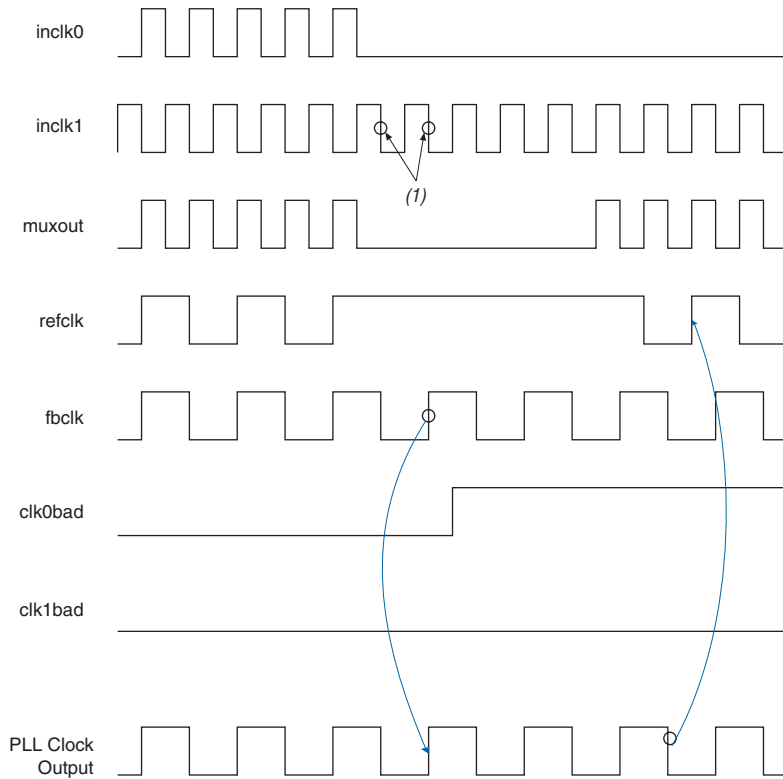 inclk0
inclk1
(1)
muxout
refclk
fbclk
clk0bad
clk1bad
PLL Clock
Output